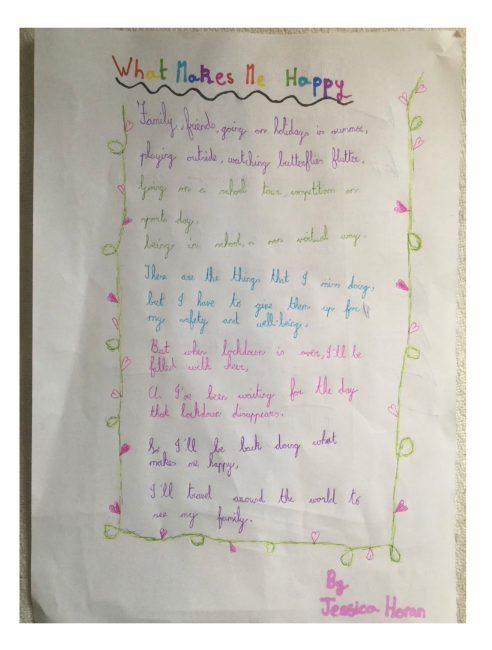 What Makes Me Happy
Family, friends, going on holidays in summer,
playing outside, watching butterflies flutter.
Going on a school tour, competitions on
sports day.
being in school, in non virtual way.
These are the things that I miss doing,
but I have to give them up for
my safety and well-being.
But when lockdown is over, I'll be
filled with cheer,
As I've been waiting for the day
that lockdown disappears.
So I'll be back doing what
makes me happy,
I'll travel around the world to
see my family.
By
Jessica